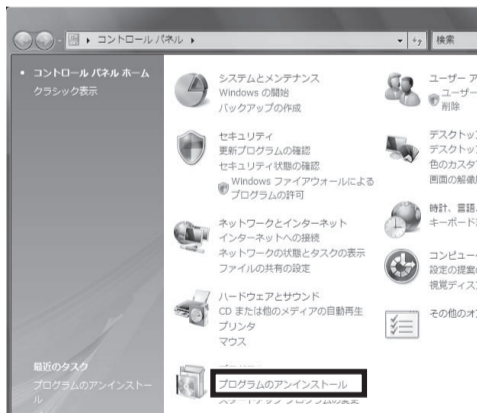 コントロール パネル
検索
コントロール パネル ホーム
クラシック表示
システムとメンテナンス
Windows の開始
バックアップの作成
セキュリティ
更新プログラムの確認
セキュリティ状態の確認
Windows ファイアウォールによる
プログラムの許可
ネットワークとインターネット
インターネットへの接続
ネットワークの状態とタスクの表示
ファイルの共有の設定
ハードウェアとサウンド
CD または他のメディアの自動再生
プリンタ
マウス
プログラムのアンインストール
ユーザー ア
ユーザー
削除
デスクトッ
デスクトッ
色のカスタ
画面の解像
時計、言語、
キーボード
コンピュー
設定の提案
視覚ディス
その他のオ
最近のタスク
プログラムのアンインストー
ル